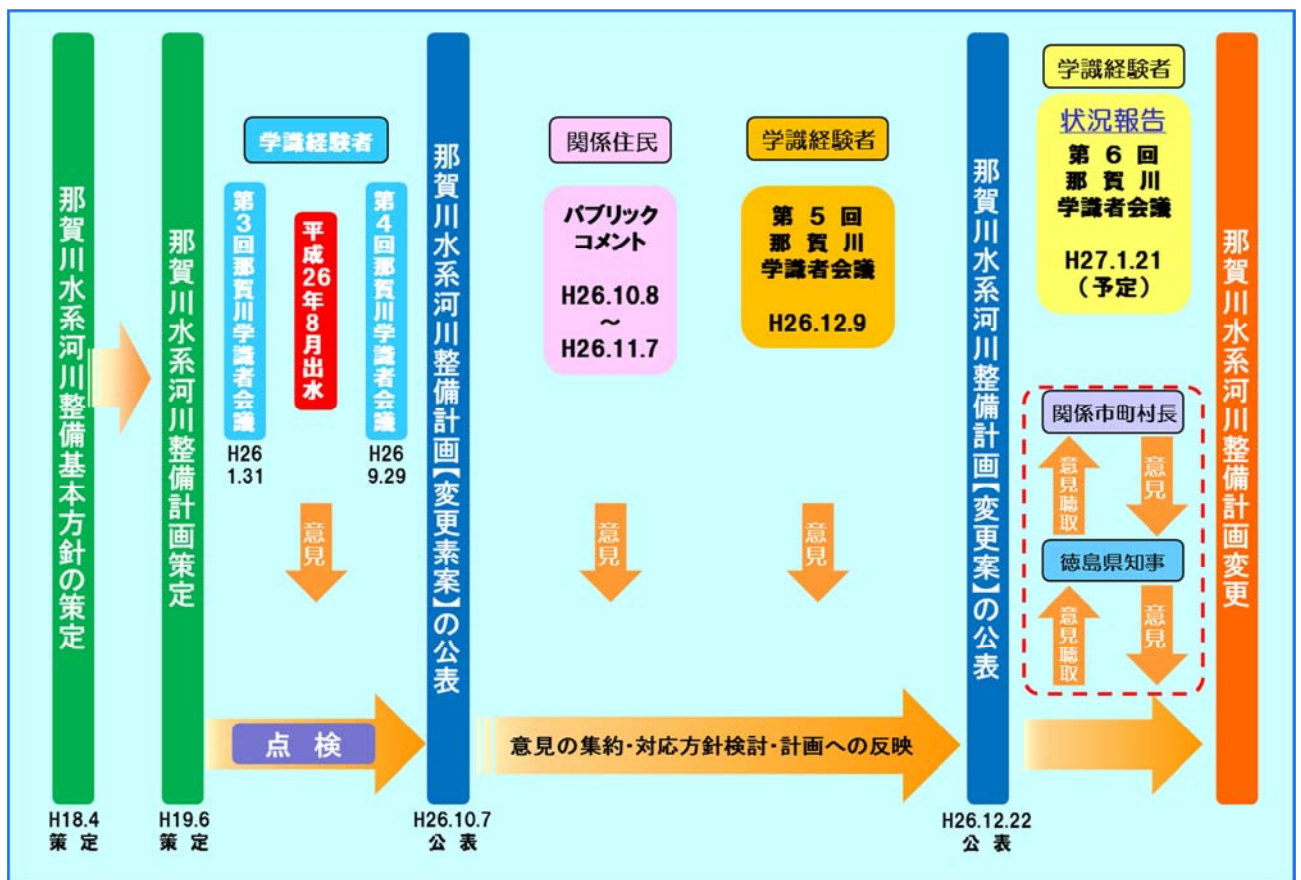 那賀川水系河川整備基本方針の策定
H18.4
策 定
那賀川水系河川整備計画策定
H19.6
策 定
学識経験者
第3回那賀川学識者会議
H26
1.31
平成26年8月出水
第4回那賀川学識者会議
H26
9.29
意見
点 検
那賀川水系河川整備計画【変更素案】の公表
H26.10.7
公 表
関係住民
パブリック
コメント
H26.10.8
～
H26.11.7
意見
学識経験者
第 5 回
那 賀 川
学識者会議
H26.12.9
意見
意見の集約・対応方針検討・計画への反映
那賀川水系河川整備計画【変更案】の公表
H26.12.22
公 表
学識経験者
状況報告
第 6 回
那 賀 川
学識者会議
H27.1.21
（予定）
関係市町村長
意見聴取
意見
徳島県知事
意見聴取
意見
那賀川水系河川整備計画変更